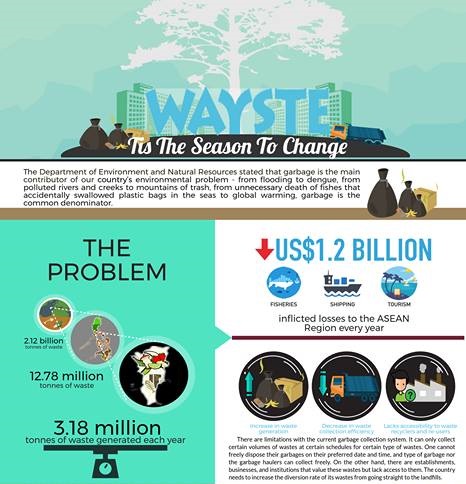 WAYSTE
Tis The Season To Change
The Department of Environment and Natural Resources stated that garbage is the main
contributor of our country's environmental problem - from flooding to dengue, from
polluted rivers and creeks to mountains of trash, from unnecessary death of fishes that
accidentally swallowed plastic bags in the seas to global warming, garbage is the
common denominator.
THE
PROBLEM
2.12 billion
tonnes of waste
12.78 million
tonnes of waste
3.18 million
tonnes of waste generated each year
US$1.2 BILLION
FISHERIES
SHIPPING
TOURISM
inflicted losses to the ASEAN
Region every year
Increase in waste
generation
Decrease in waste
collection efficiency
Lacks accessibility to waste
recyclers and re-users
There are limitations with the current garbage collection system. It can only collect
certain volumes of wastes at certain schedules for certain type of wastes. One cannot
freely dispose their garbages on their preferred date and time, and type of garbage nor
the garbage haulers can collect freely. On the other hand, there are establishments,
businesses, and institutions that value these wastes but lack access to them. The country
needs to increase the diversion rate of its wastes from going straight to the landfills.